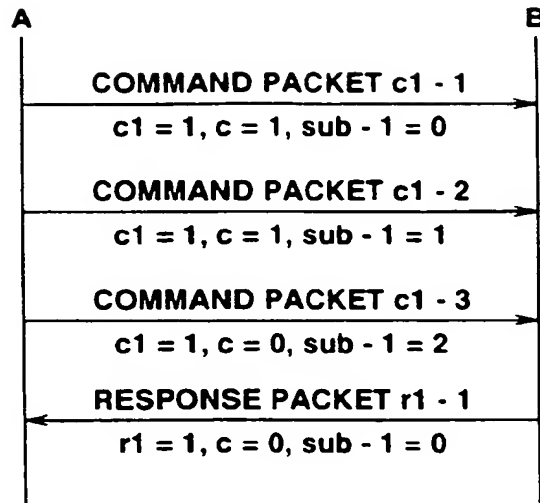 A B
COMMAND PACKET c1 - 1
c1 = 1, c = 1, sub - 1 = 0
COMMAND PACKET c1 - 2
c1 = 1, c = 1, sub - 1 = 1
COMMAND PACKET c1 - 3
c1 = 1, c = 0, sub - 1 = 2
RESPONSE PACKET r1 - 1
r1 = 1, c = 0, sub - 1 = 0